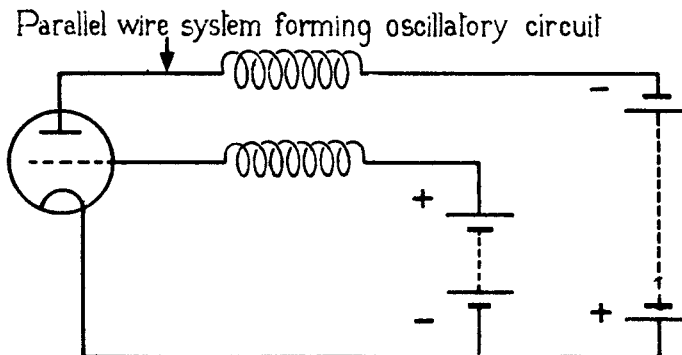 Parallel wire system forming oscillatory circuit
-
+
-
+